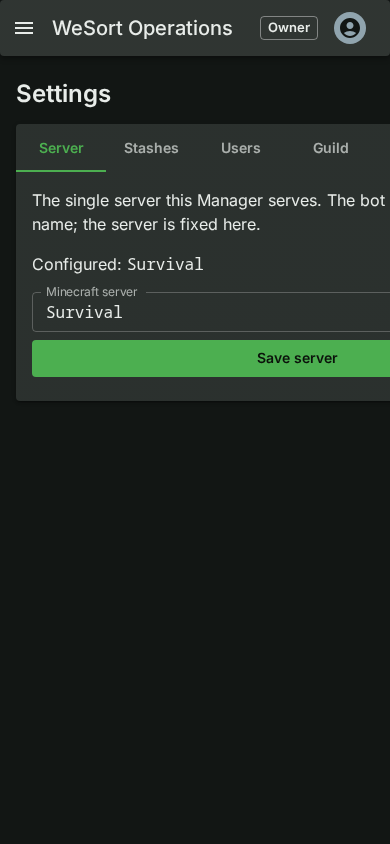 WeSort Operations
Owner
Settings
Server
Stashes
Users
Guild
The single server this Manager serves. The bot
name; the server is fixed here.
Configured: Survival
Minecraft server
Survival
Save server